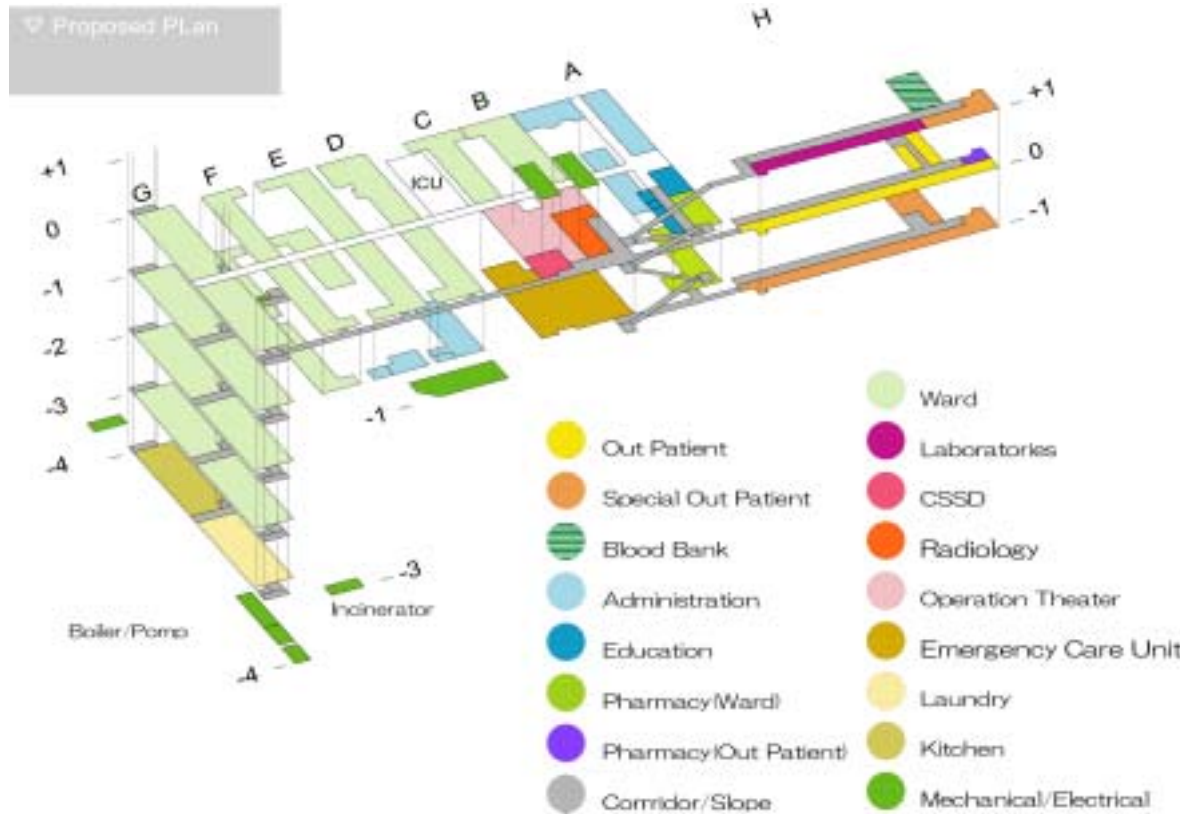 ▽ Proposed PLan
H
A
B
C
D
E
F
G
ICU
+1
0
-1
-2
-3
-4
+1
0
-1
-1
-3
Incinerator
Boiler/Pomp
-4
Out Patient
Special Out Patient
Blood Bank
Administration
Education
Pharmacy(Ward)
Pharmacy(Out Patient)
Corrridor/Slope
Ward
Laboratories
CSSD
Radiology
Operation Theater
Emergency Care Unit
Laundry
Kitchen
Mechanical/Electrical